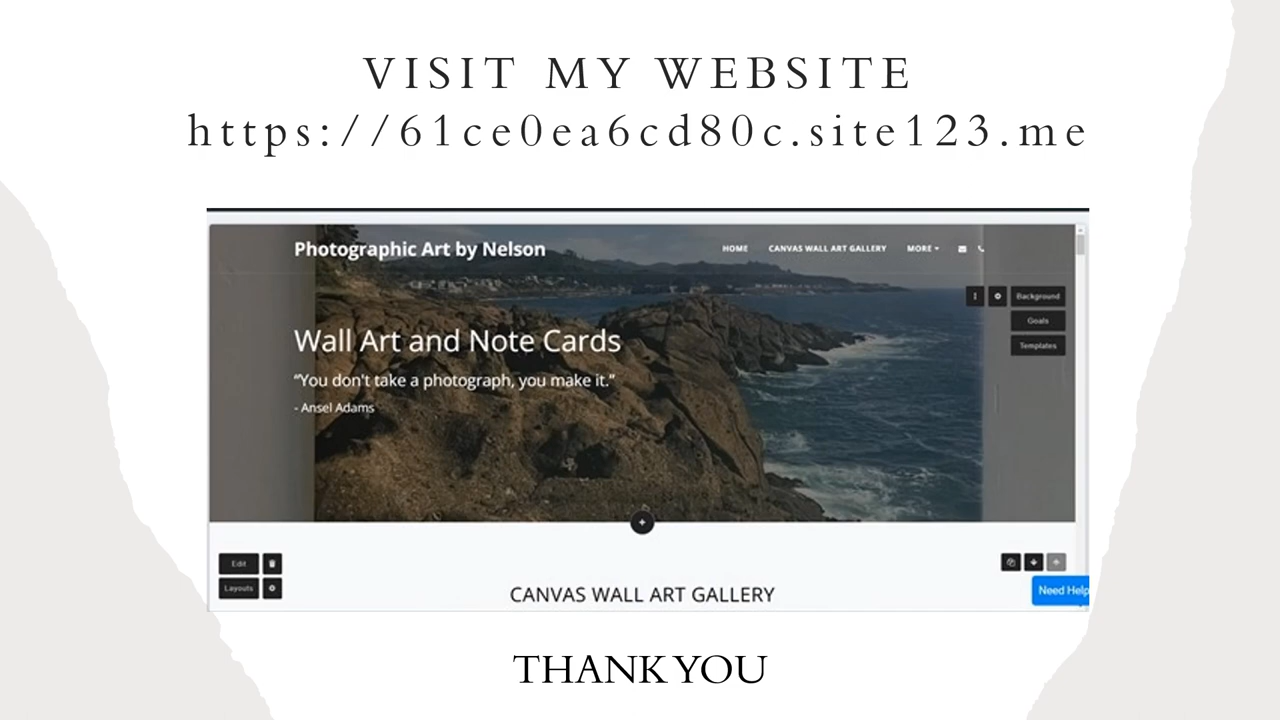 VISIT MY WEBSITE
https://61ce0ea6cd80c.site123.me
Photographic Art by Nelson
HOME CANVAS WALL ART GALLERY MORE
Background
Goals
Templates
Wall Art and Note Cards
“You don't take a photograph, you make it.”
- Ansel Adams
Edit
Layouts
Need Help
CANVAS WALL ART GALLERY
THANK YOU